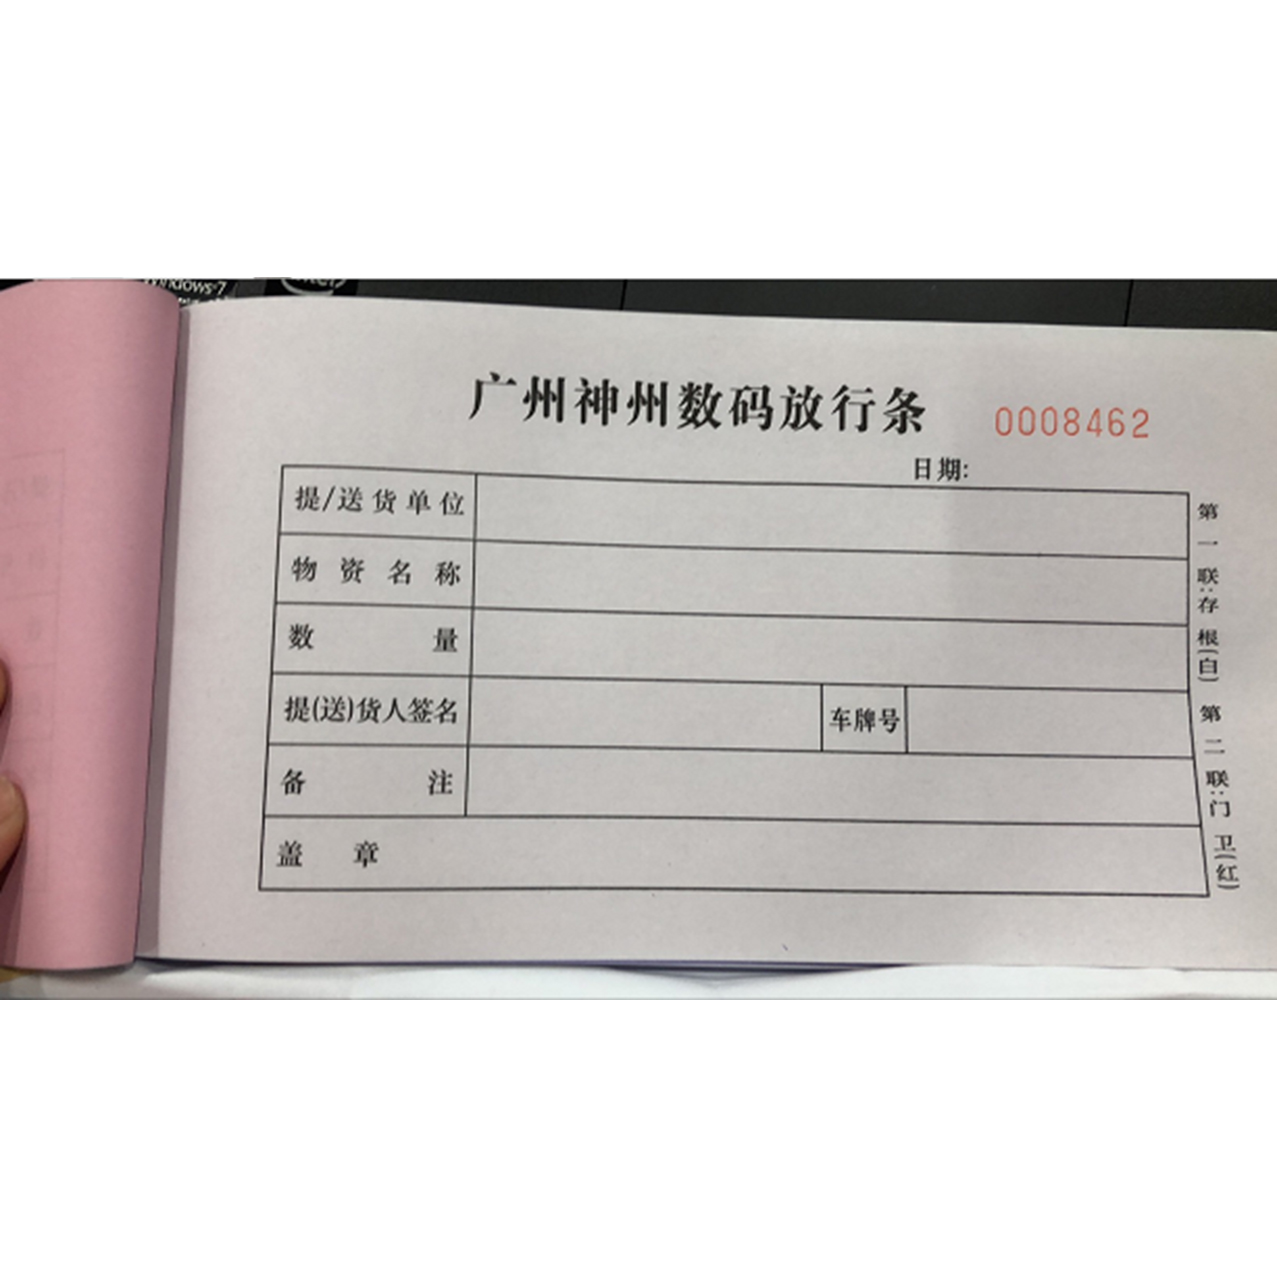 Windows 7
广州神州数码放行条 0008462
日期:
提/送货单位
物资名称
数量
提(送)货人签名 车牌号
备注
盖章
第一联:存根(白) 第二联:门卫(红)